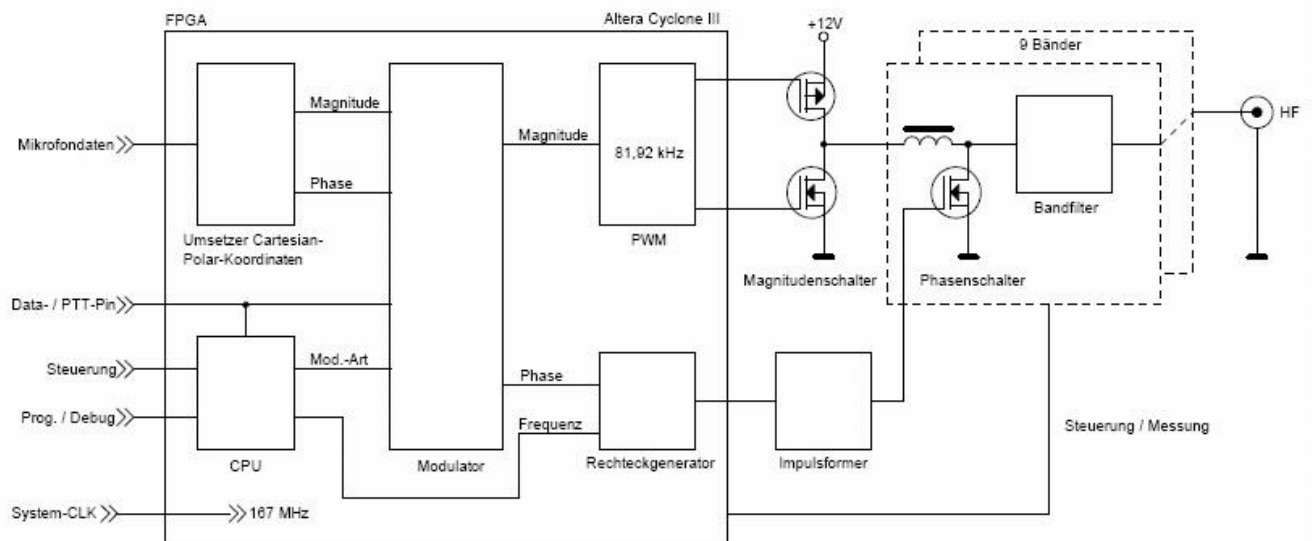 FPGA
Altera Cyclone III
+12V
9 Bänder
Magnitude
Magnitude
HF
Mikrofondaten
81,92 kHz
Phase
Bandfilter
Umsetzer Cartesian-
Polar-Koordinaten
PWM
Magnitudenschalter
Phasenschalter
Data- / PTT-Pin
Steuerung
Mod.-Art
Phase
Prog. / Debug
Frequenz
Steuerung / Messung
CPU
Modulator
Rechteckgenerator
Impulsformer
System-CLK
167 MHz